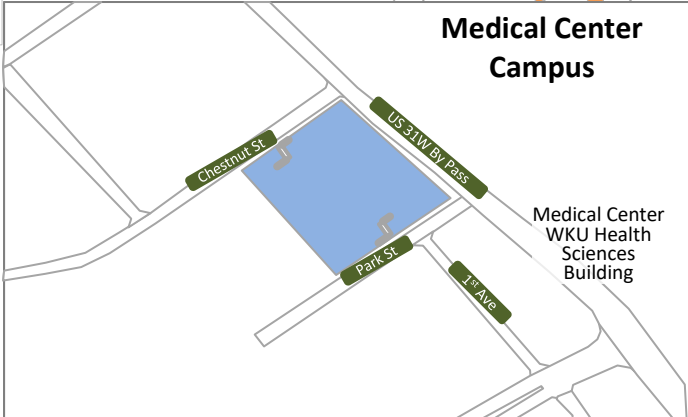 Medical Center
Campus
Chestnut St
US 31W By Pass
Medical Center
WKU Health
Sciences
Building
Park St
1st Ave